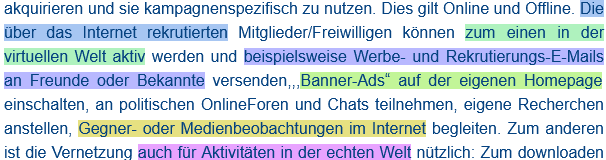 akquirieren und sie kampagnenspezifisch zu nutzen. Dies gilt Online und Offline. Die
über das Internet rekrutierten Mitglieder/Freiwilligen können zum einen in der
virtuellen Welt aktiv werden und beispielsweise Werbe- und Rekrutierungs-E-Mails
an Freunde oder Bekannte versenden,,,Banner-Ads“ auf der eigenen Homepage
einschalten, an politischen OnlineForen und Chats teilnehmen, eigene Recherchen
anstellen, Gegner- oder Medienbeobachtungen im Internet begleiten. Zum anderen
ist die Vernetzung auch für Aktivitäten in der echten Welt nützlich: Zum downloaden